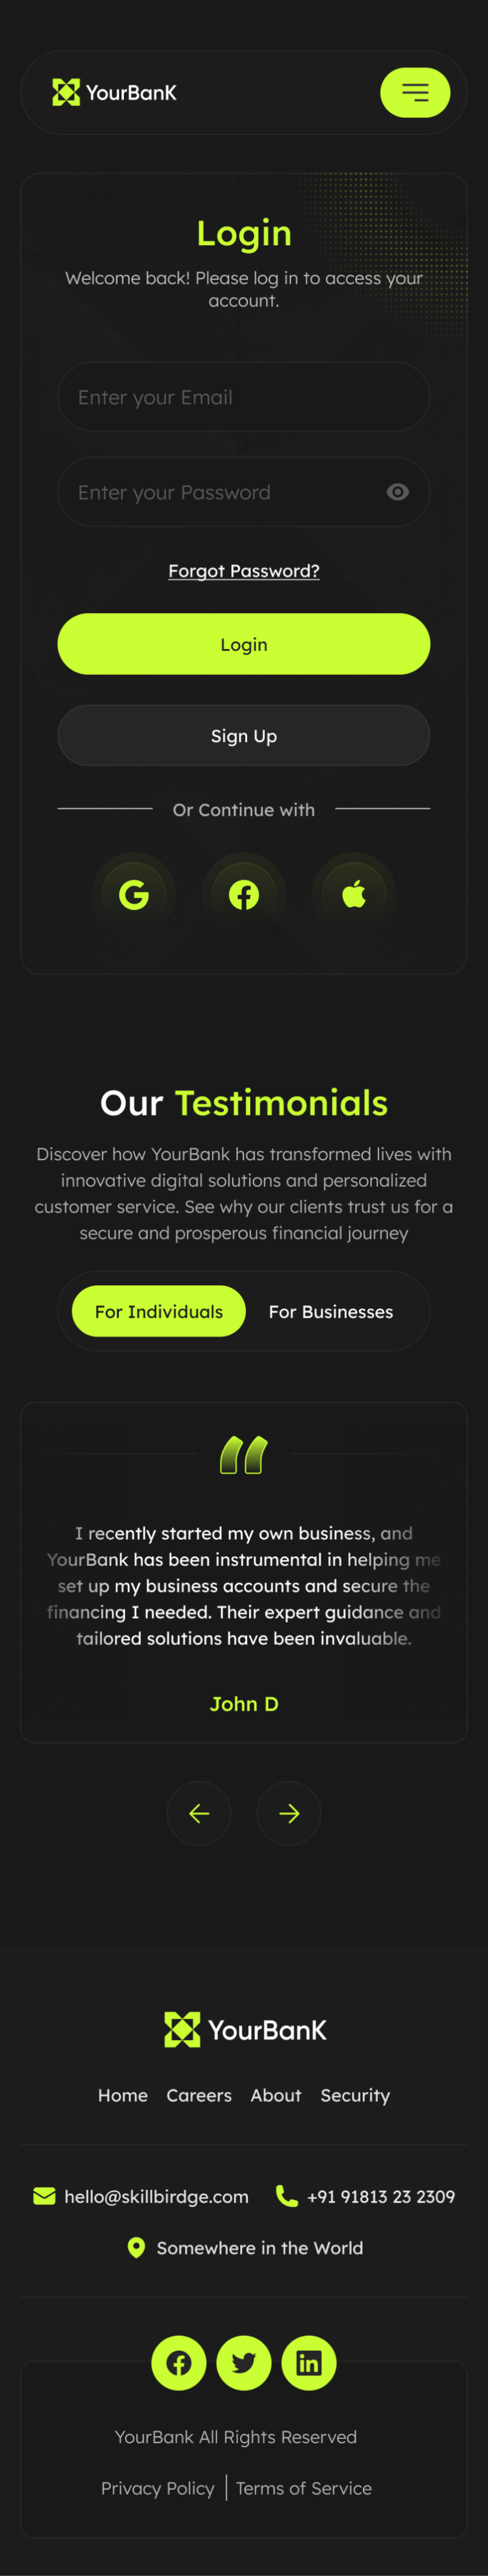 YourBanK
Login
Welcome back! Please log in to access your
account.
Enter your Email
Enter your Password
Forgot Password?
Login
Sign Up
Or Continue with
Our Testimonials
Discover how YourBank has transformed lives with
innovative digital solutions and personalized
customer service. See why our clients trust us for a
secure and prosperous financial journey
For Individuals
For Businesses
I recently started my own business, and
YourBank has been instrumental in helping me
set up my business accounts and secure the
financing I needed. Their expert guidance and
tailored solutions have been invaluable.
John D
YourBanK
Home Careers About Security
hello@skillbirdge.com
+91 91813 23 2309
Somewhere in the World
YourBank All Rights Reserved
Privacy Policy | Terms of Service